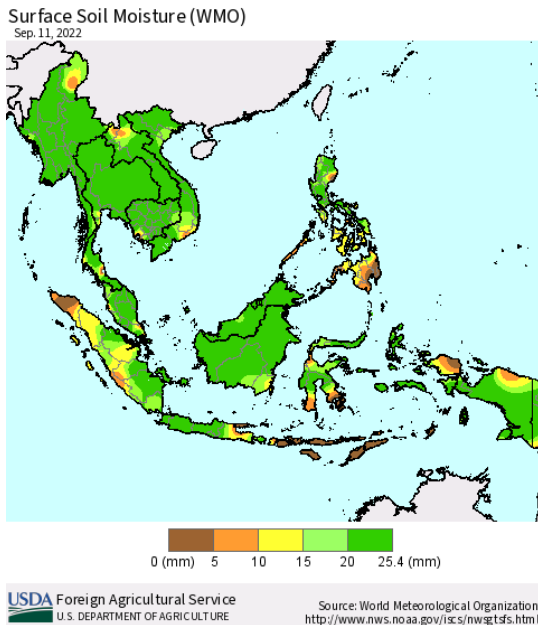 Surface Soil Moisture (WMO)
Sep. 11, 2022
0 (mm) 5 10 15 20 25.4 (mm)
USDA Foreign Agricultural Service
U.S. DEPARTMENT OF AGRICULTURE
Source: World Meteorological Organization
http://www.nws.noaa.gov/iscs/nwsgtsfs.html